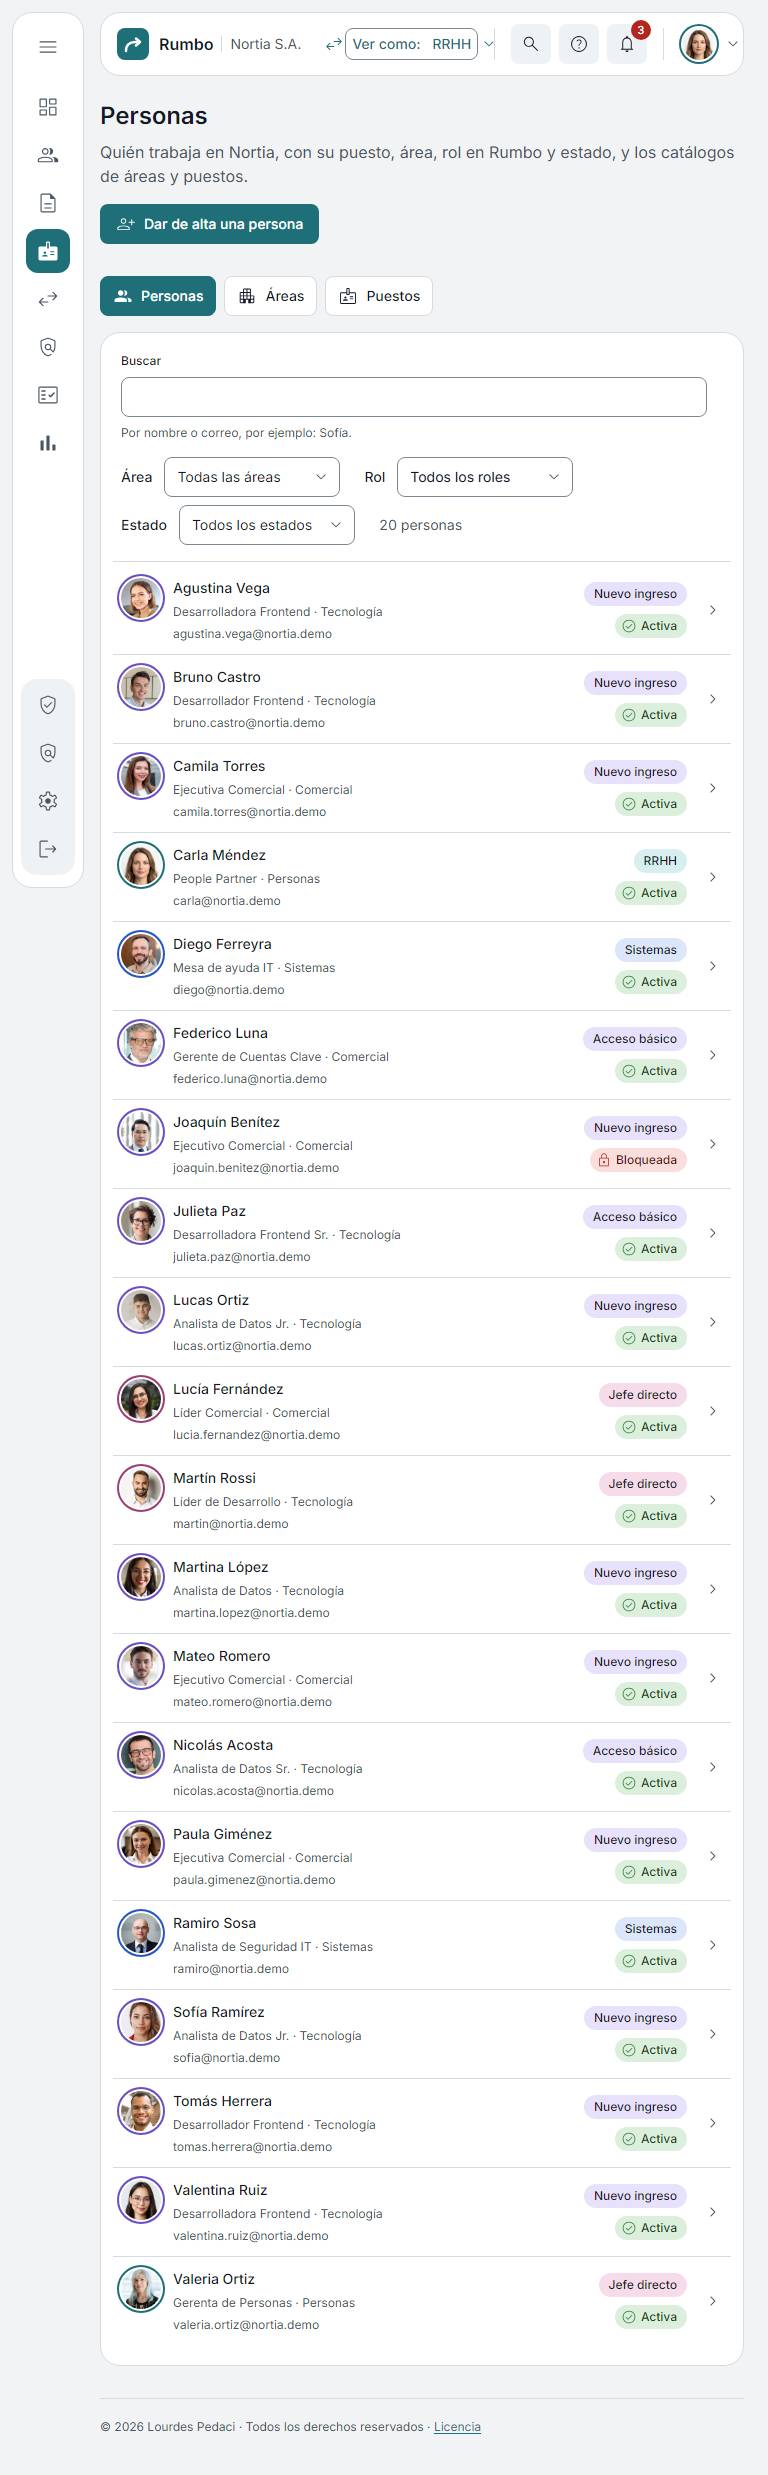 Rumbo
Nortia S.A.
Ver como: RRHH
3
Personas
Quién trabaja en Nortia, con su puesto, área, rol en Rumbo y estado, y los catálogos
de áreas y puestos.
Dar de alta una persona
Personas
Áreas
Puestos
Buscar
Por nombre o correo, por ejemplo: Sofía.
Área
Todas las áreas
Rol
Todos los roles
Estado
Todos los estados
20 personas
Agustina Vega
Desarrolladora Frontend · Tecnología
agustina.vega@nortia.demo
Nuevo ingreso
Activa
Bruno Castro
Desarrollador Frontend · Tecnología
bruno.castro@nortia.demo
Nuevo ingreso
Activa
Camila Torres
Ejecutiva Comercial · Comercial
camila.torres@nortia.demo
Nuevo ingreso
Activa
Carla Méndez
People Partner · Personas
carla@nortia.demo
RRHH
Activa
Diego Ferreyra
Mesa de ayuda IT · Sistemas
diego@nortia.demo
Sistemas
Activa
Federico Luna
Gerente de Cuentas Clave · Comercial
federico.luna@nortia.demo
Acceso básico
Activa
Joaquín Benítez
Ejecutivo Comercial · Comercial
joaquin.benitez@nortia.demo
Nuevo ingreso
Bloqueada
Julieta Paz
Desarrolladora Frontend Sr. · Tecnología
julieta.paz@nortia.demo
Acceso básico
Activa
Lucas Ortiz
Analista de Datos Jr. · Tecnología
lucas.ortiz@nortia.demo
Nuevo ingreso
Activa
Lucía Fernández
Líder Comercial · Comercial
lucia.fernandez@nortia.demo
Jefe directo
Activa
Martín Rossi
Líder de Desarrollo · Tecnología
martin@nortia.demo
Jefe directo
Activa
Martina López
Analista de Datos · Tecnología
martina.lopez@nortia.demo
Nuevo ingreso
Activa
Mateo Romero
Ejecutivo Comercial · Comercial
mateo.romero@nortia.demo
Nuevo ingreso
Activa
Nicolás Acosta
Analista de Datos Sr. · Tecnología
nicolas.acosta@nortia.demo
Acceso básico
Activa
Paula Giménez
Ejecutiva Comercial · Comercial
paula.gimenez@nortia.demo
Nuevo ingreso
Activa
Ramiro Sosa
Analista de Seguridad IT · Sistemas
ramiro@nortia.demo
Sistemas
Activa
Sofía Ramírez
Analista de Datos Jr. · Tecnología
sofia@nortia.demo
Nuevo ingreso
Activa
Tomás Herrera
Desarrollador Frontend · Tecnología
tomas.herrera@nortia.demo
Nuevo ingreso
Activa
Valentina Ruiz
Desarrolladora Frontend · Tecnología
valentina.ruiz@nortia.demo
Nuevo ingreso
Activa
Valeria Ortiz
Gerenta de Personas · Personas
valeria.ortiz@nortia.demo
Jefe directo
Activa
© 2026 Lourdes Pedaci · Todos los derechos reservados · Licencia